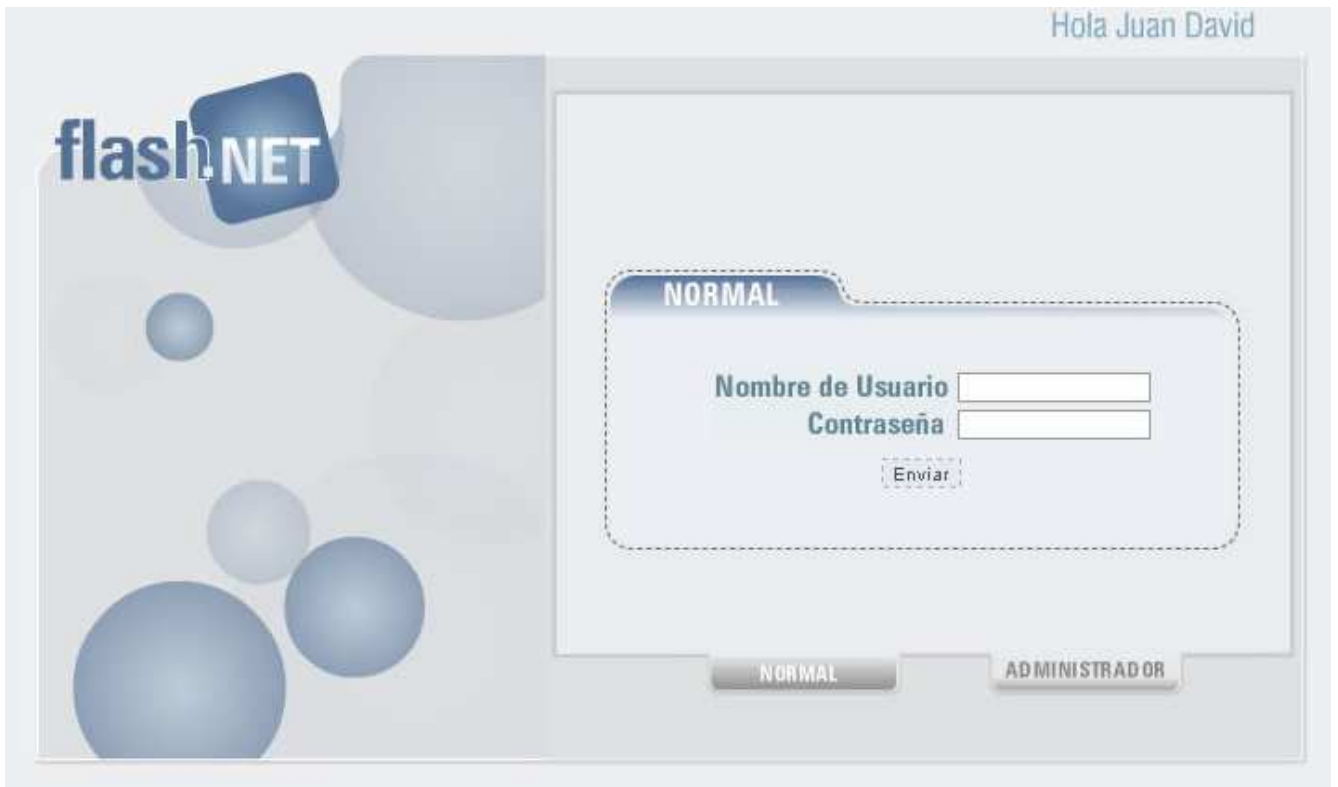 Hola Juan David
flash.NET
NORMAL
Nombre de Usuario
Contraseña
Enviar
NORMAL
ADMINISTRADOR